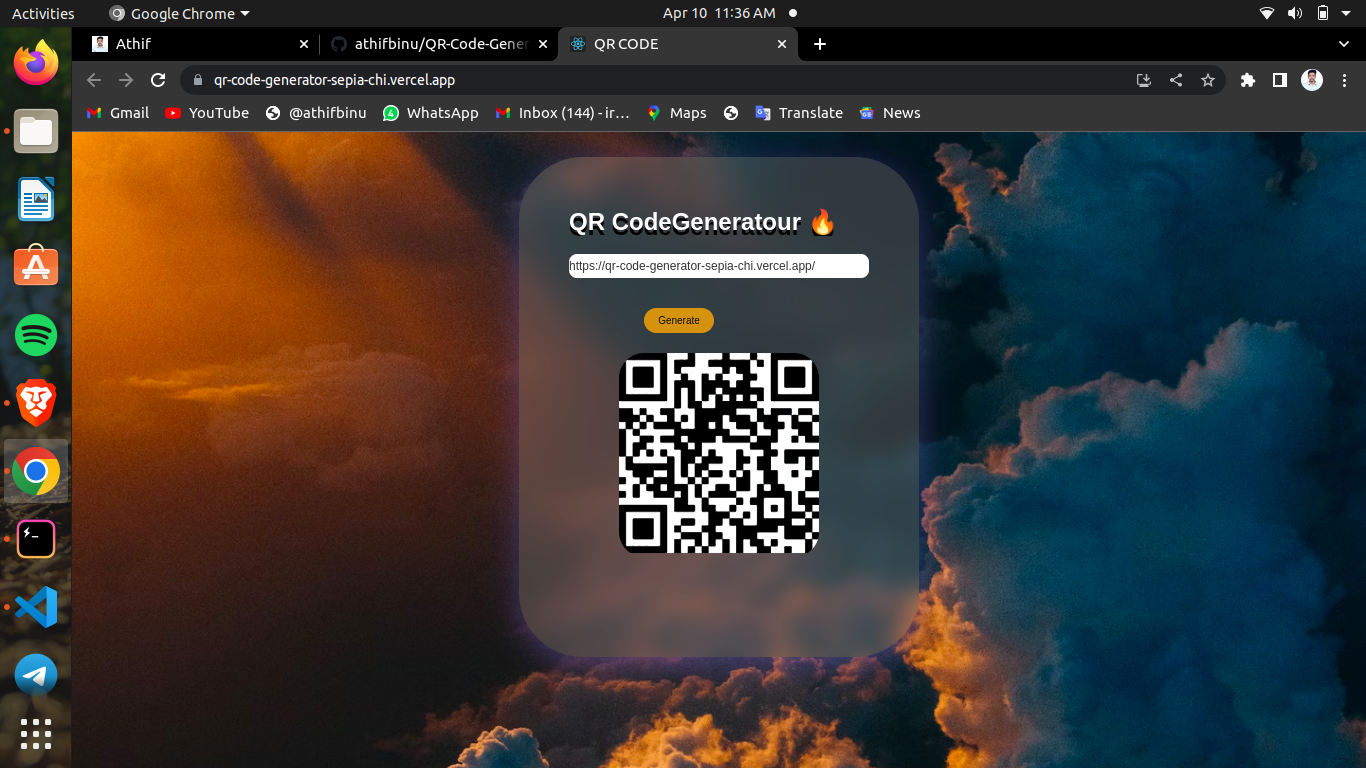 Activities Google Chrome Apr 10 11:36 AM
Athif athifbinu/QR-Code-Gener QR CODE
qr-code-generator-sepia-chi.vercel.app
Gmail YouTube @athifbinu WhatsApp Inbox (144) - ir… Maps Translate News
QR CodeGeneratour 🔥
https://qr-code-generator-sepia-chi.vercel.app/
Generate